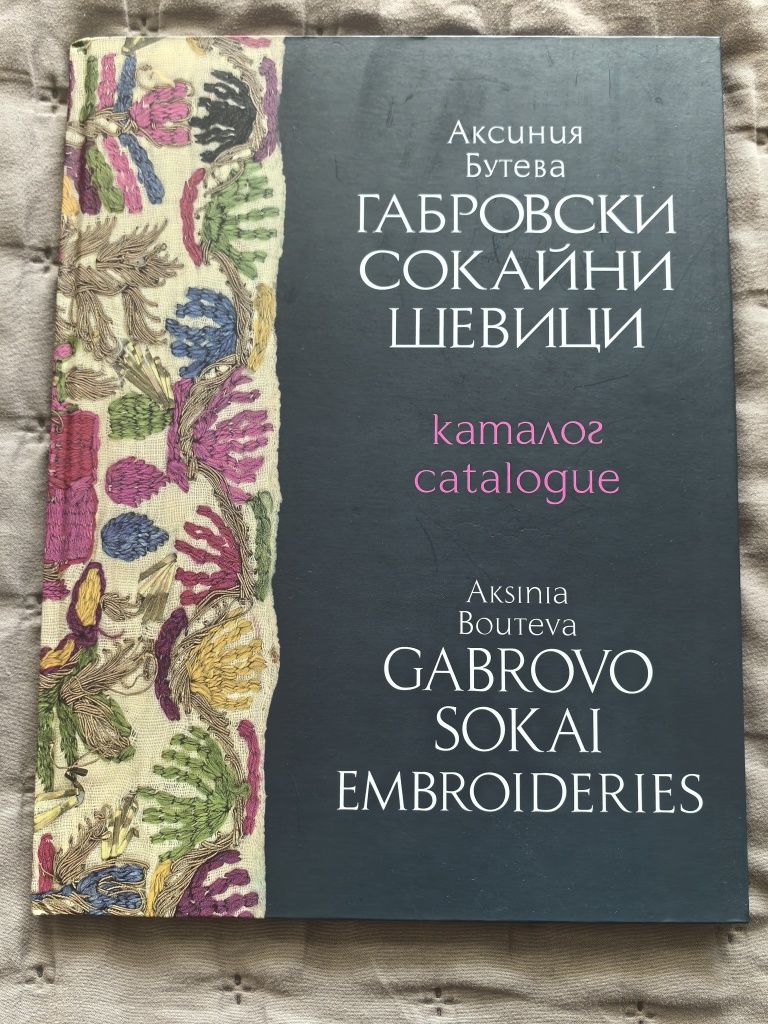 Аксиния
Бутева
ГАБРОВСКИ
СОКАЙНИ
ШЕВИЦИ
каталог
catalogue
Aksinia
Bouteva
GABROVO
SOKAI
EMBROIDERIES